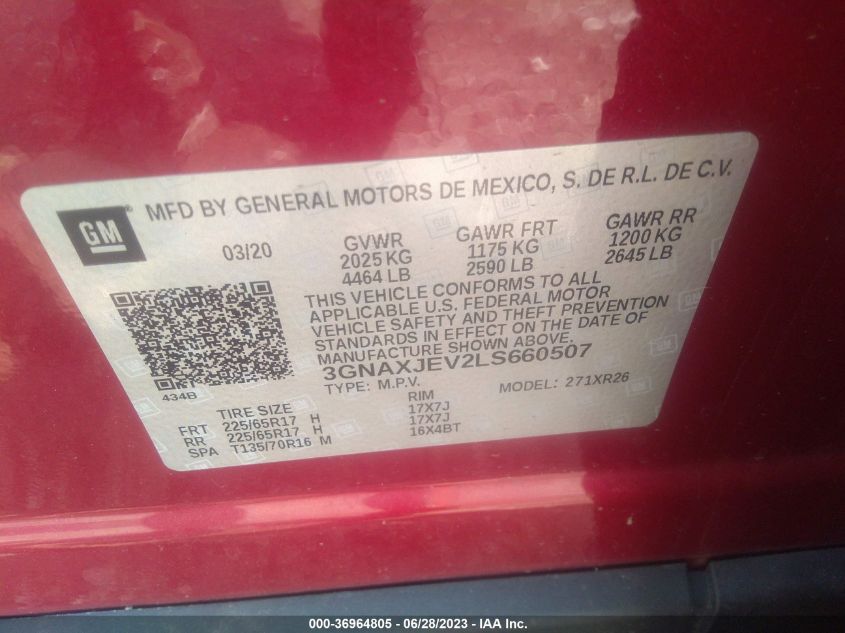 GM
MFD BY GENERAL MOTORS DE MEXICO, S. DE R.L. DE C.V.
03/20 GVWR GAWR FRT GAWR RR
2025 KG 1175 KG 1200 KG
4464 LB 2590 LB 2645 LB
THIS VEHICLE CONFORMS TO ALL
APPLICABLE U.S. FEDERAL MOTOR
VEHICLE SAFETY AND THEFT PREVENTION
STANDARDS IN EFFECT ON THE DATE OF
MANUFACTURE SHOWN ABOVE.
3GNAXJEV2LS660507
TYPE: M.P.V. MODEL: 271XR26
434B
TIRE SIZE RIM
FRT 225/65R17 H 17X7J
RR 225/65R17 H 17X7J
SPA T135/70R16 M 16X4BT
000-36964805 - 06/28/2023 - IAA Inc.